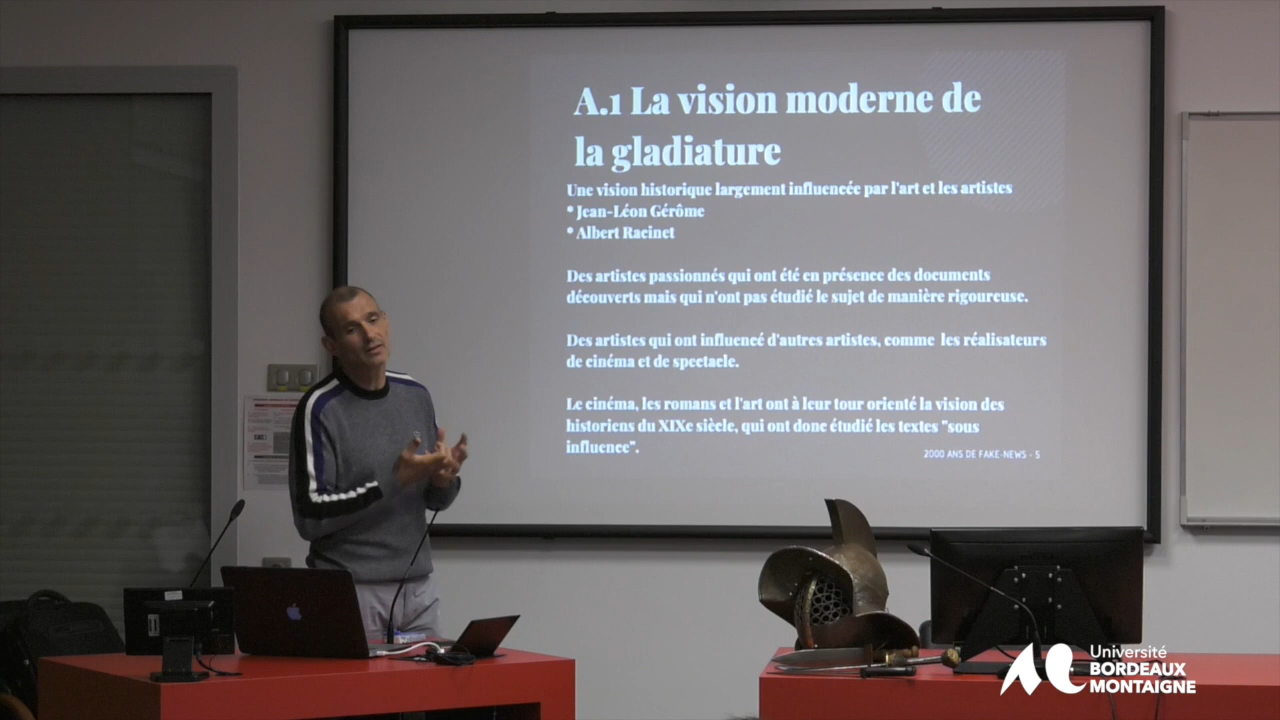 A.1 La vision moderne de
la gladiature
Une vision historique largement influenceée par l'art et les artistes
* Jean-Léon Gérôme
* Albert Racinet
Des artistes passionnés qui ont été en présence des documents
découverts mais qui n'ont pas étudié le sujet de manière rigoureuse.
Des artistes qui ont influencé d'autres artistes, comme les réalisateurs
de cinéma et de spectacle.
Le cinéma, les romans et l'art ont à leur tour orienté la vision des
historiens du XIXe siècle, qui ont donc étudié les textes "sous
influence".
2000 ANS DE FAKE-NEWS - 5
Université
BORDEAUX
MONTAIGNE